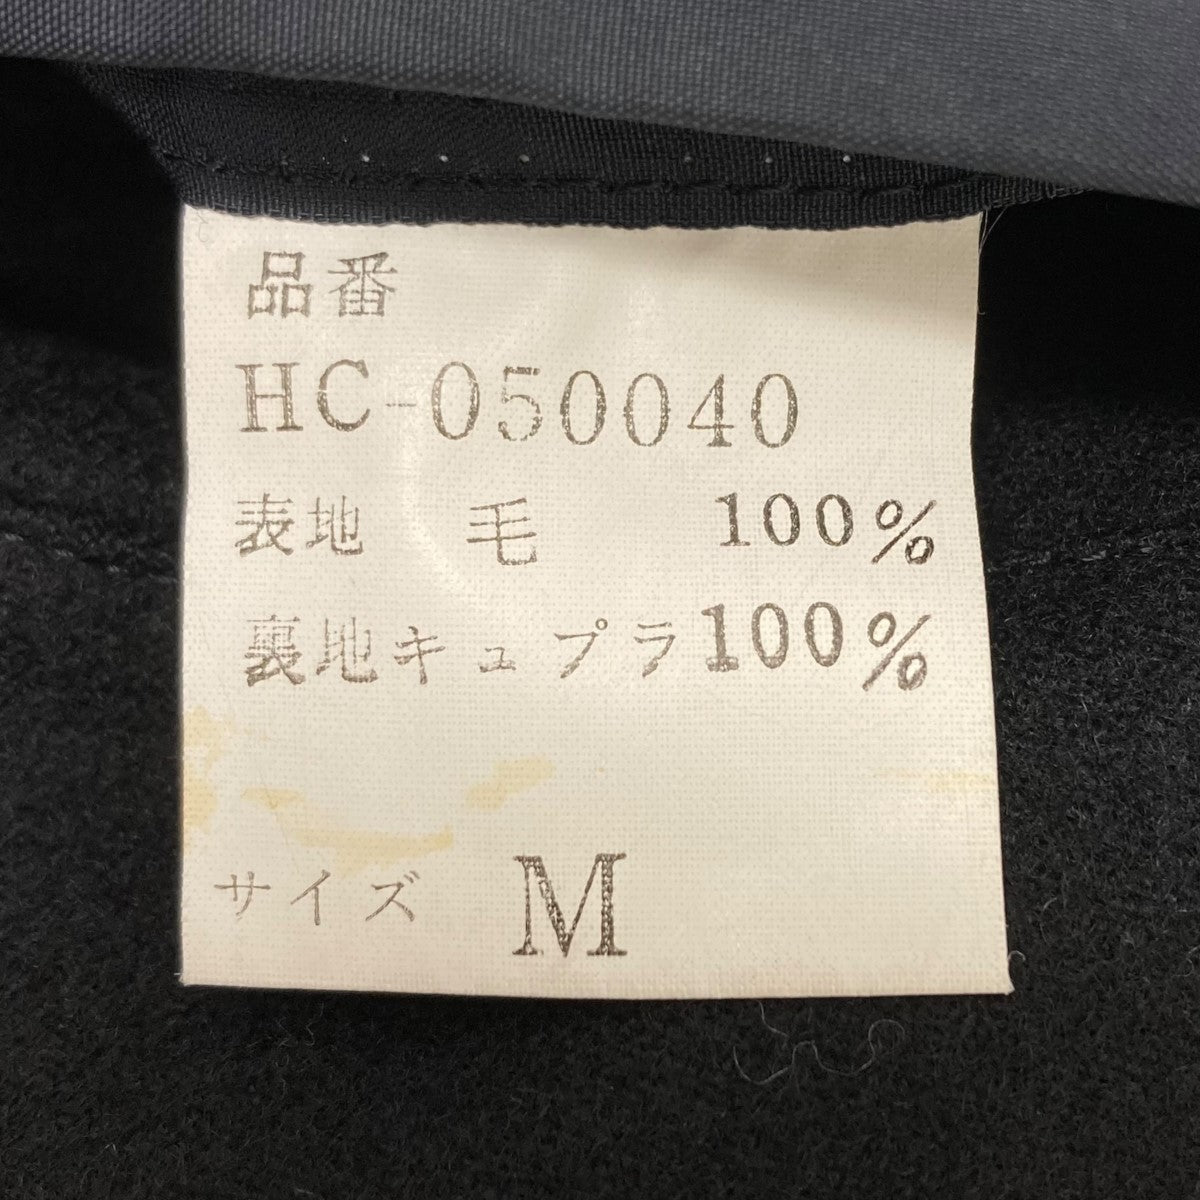 品番
HC-050040
表地 毛 100%
裏地キュプラ100%
サイズ M